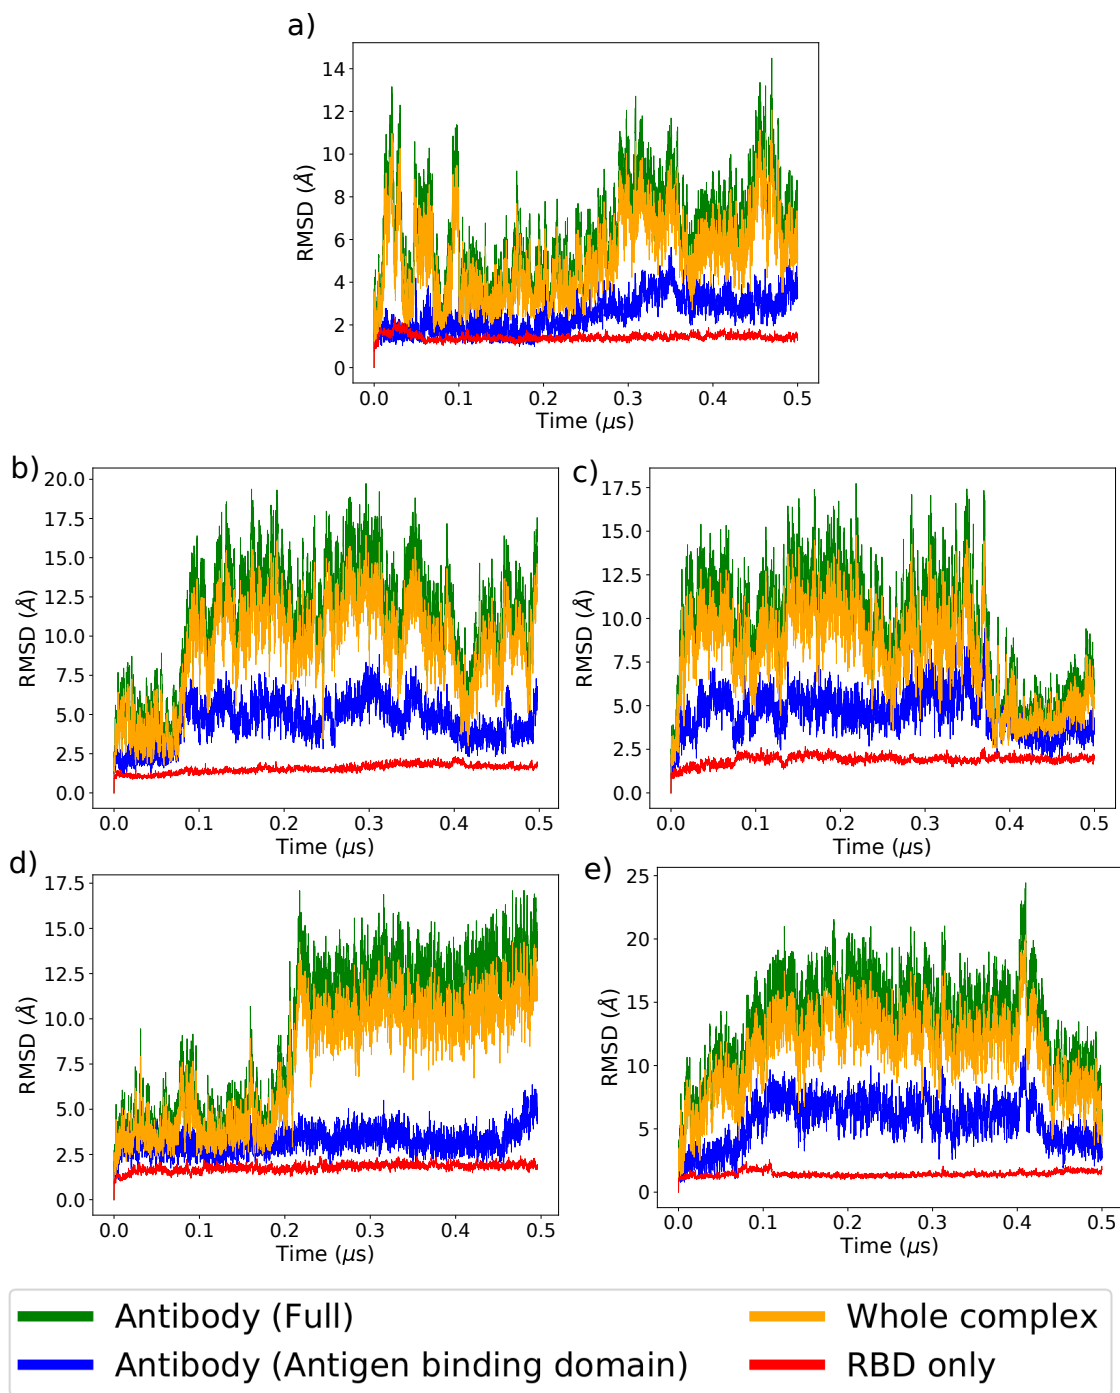 a)
14
12
10
8
6
4
2
0
RMSD (Å)
0.0 0.1 0.2 0.3 0.4 0.5
Time (μs)
b)
20.0
17.5
15.0
12.5
10.0
7.5
5.0
2.5
0.0
RMSD (Å)
0.0 0.1 0.2 0.3 0.4 0.5
Time (μs)
c)
17.5
15.0
12.5
10.0
7.5
5.0
2.5
0.0
RMSD (Å)
0.0 0.1 0.2 0.3 0.4 0.5
Time (μs)
d)
17.5
15.0
12.5
10.0
7.5
5.0
2.5
0.0
RMSD (Å)
0.0 0.1 0.2 0.3 0.4 0.5
Time (μs)
e)
25
20
15
10
5
0
RMSD (Å)
0.0 0.1 0.2 0.3 0.4 0.5
Time (μs)
Antibody (Full)
Antibody (Antigen binding domain)
Whole complex
RBD only